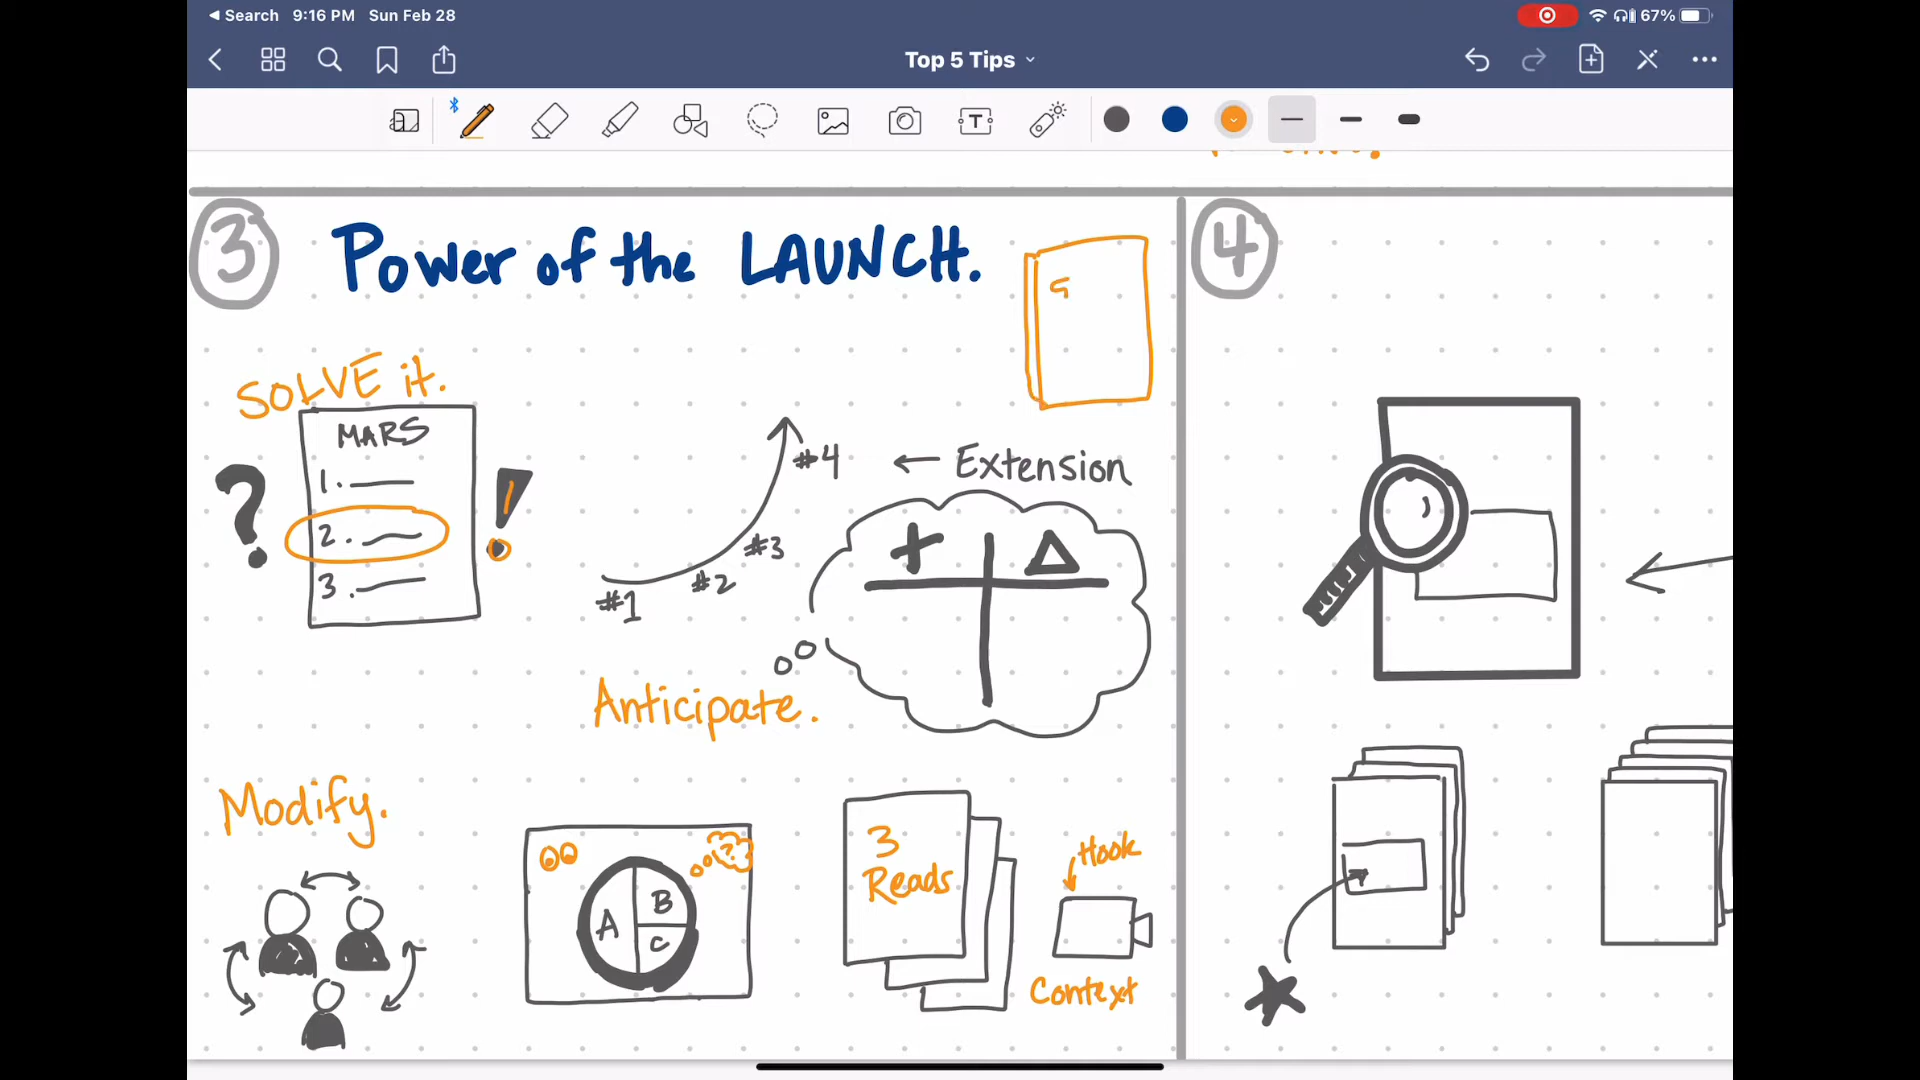 Search 9:16 PM Sun Feb 28 67%
Top 5 Tips
3 Power of the LAUNCH.
SOLVE it.
MARS
1.
2.
3.
?
!
#1
#2
#3
#4
← Extension
+ Δ
Anticipate.
Modify.
?
A
B
C
3
Reads
Hook
Context
4